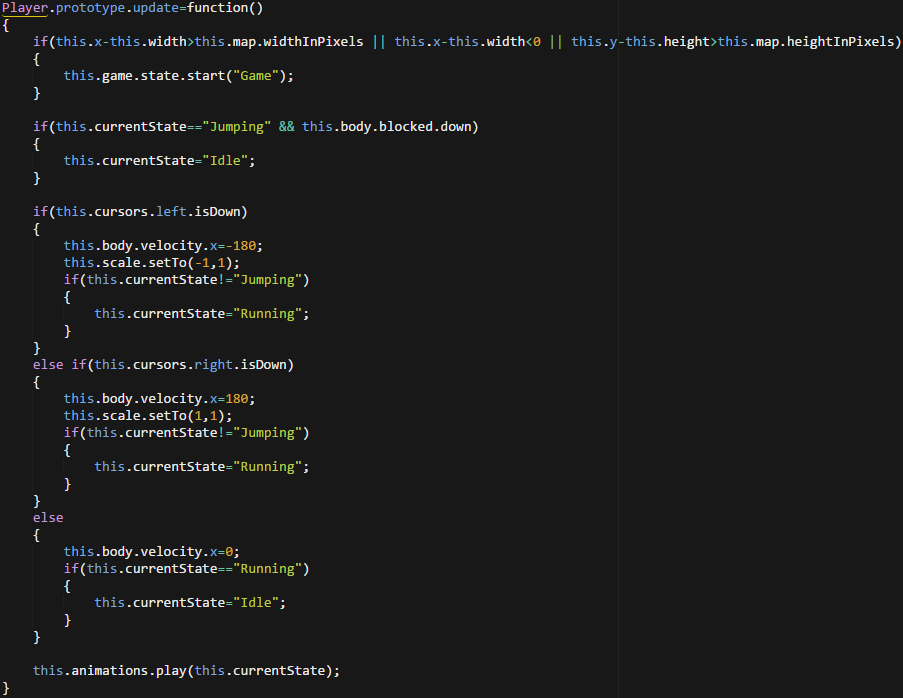 Player.prototype.update=function()
{
    if(this.x-this.width>this.map.widthInPixels || this.x-this.width<0 || this.y-this.height>this.map.heightInPixels)
    {
        this.game.state.start("Game");
    }

    if(this.currentState=="Jumping" && this.body.blocked.down)
    {
        this.currentState="Idle";
    }

    if(this.cursors.left.isDown)
    {
        this.body.velocity.x=-180;
        this.scale.setTo(-1,1);
        if(this.currentState!="Jumping")
        {
            this.currentState="Running";
        }
    }
    else if(this.cursors.right.isDown)
    {
        this.body.velocity.x=180;
        this.scale.setTo(1,1);
        if(this.currentState!="Jumping")
        {
            this.currentState="Running";
        }
    }
    else
    {
        this.body.velocity.x=0;
        if(this.currentState=="Running")
        {
            this.currentState="Idle";
        }
    }

    this.animations.play(this.currentState);
}